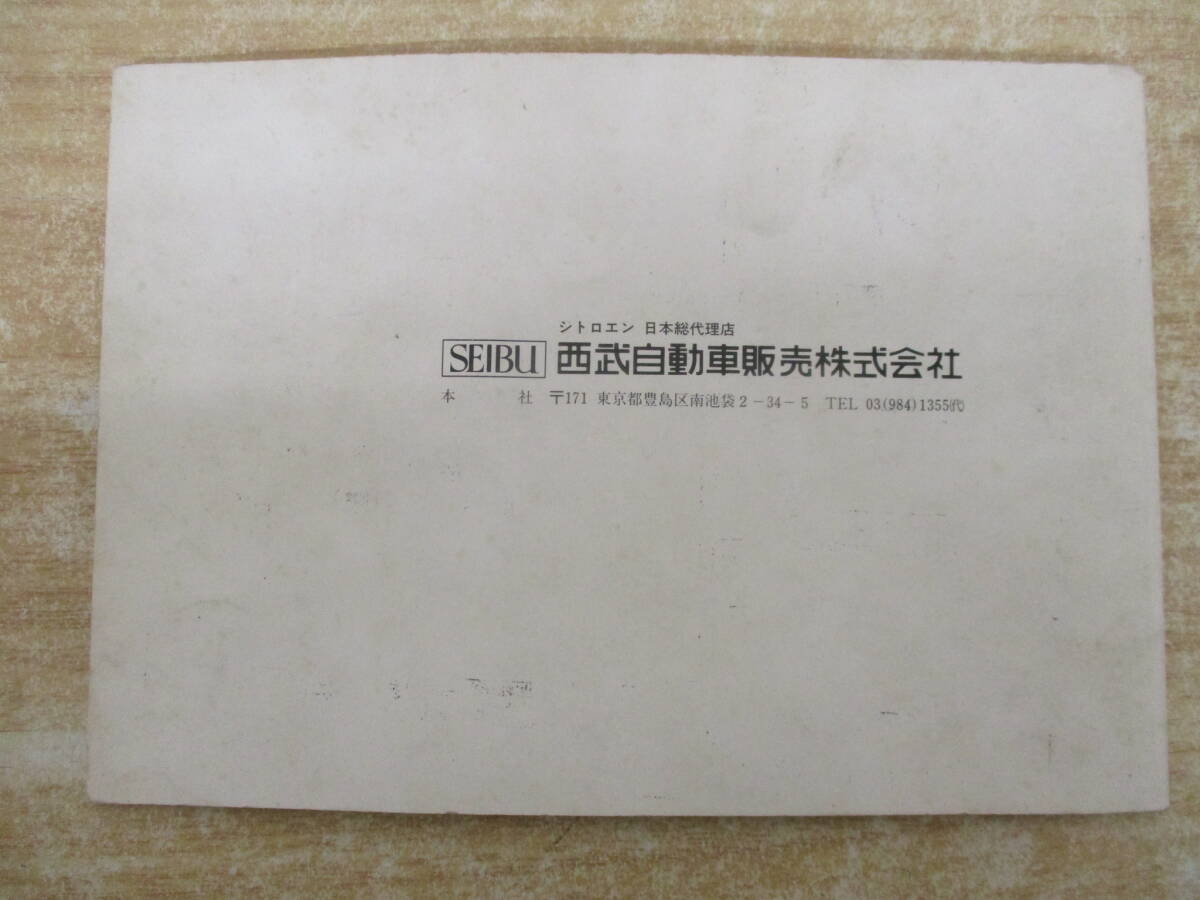 シトロエン 日本総代理店
SEIBU 西武自動車販売株式会社
本 社 〒171 東京都豊島区南池袋2-34-5 TEL 03(984)1355代